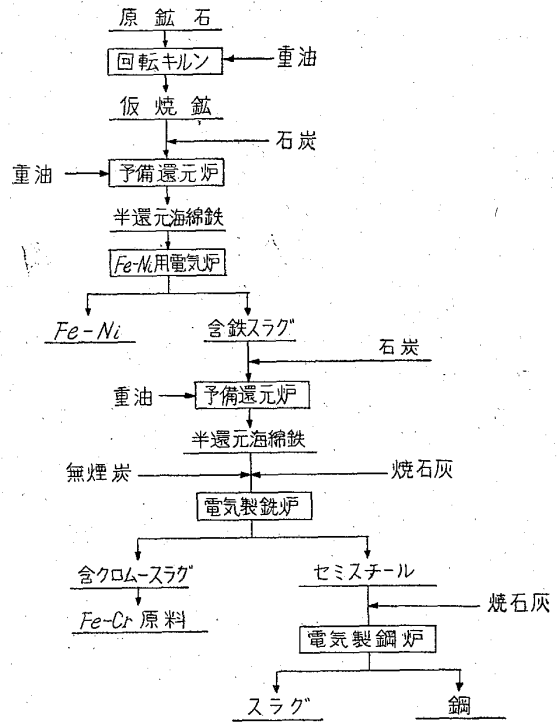 原鉱石
回転キルン
重油
仮焼鉱
石炭
重油
予備還元炉
半還元海綿鉄
Fe-Ni用電気炉
Fe-Ni
含鉄スラグ
石炭
重油
予備還元炉
半還元海綿鉄
無煙炭
焼石灰
電気製銑炉
含クロムースラグ
セミスチール
Fe-Cr原料
焼石灰
電気製鋼炉
スラグ
鋼